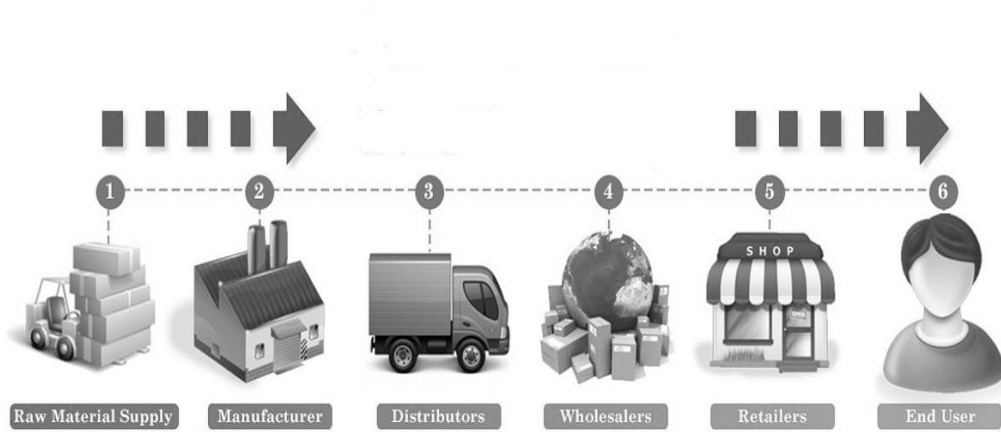 1 2 3 4 5 6
SHOP
Raw Material Supply Manufacturer Distributors Wholesalers Retailers End User